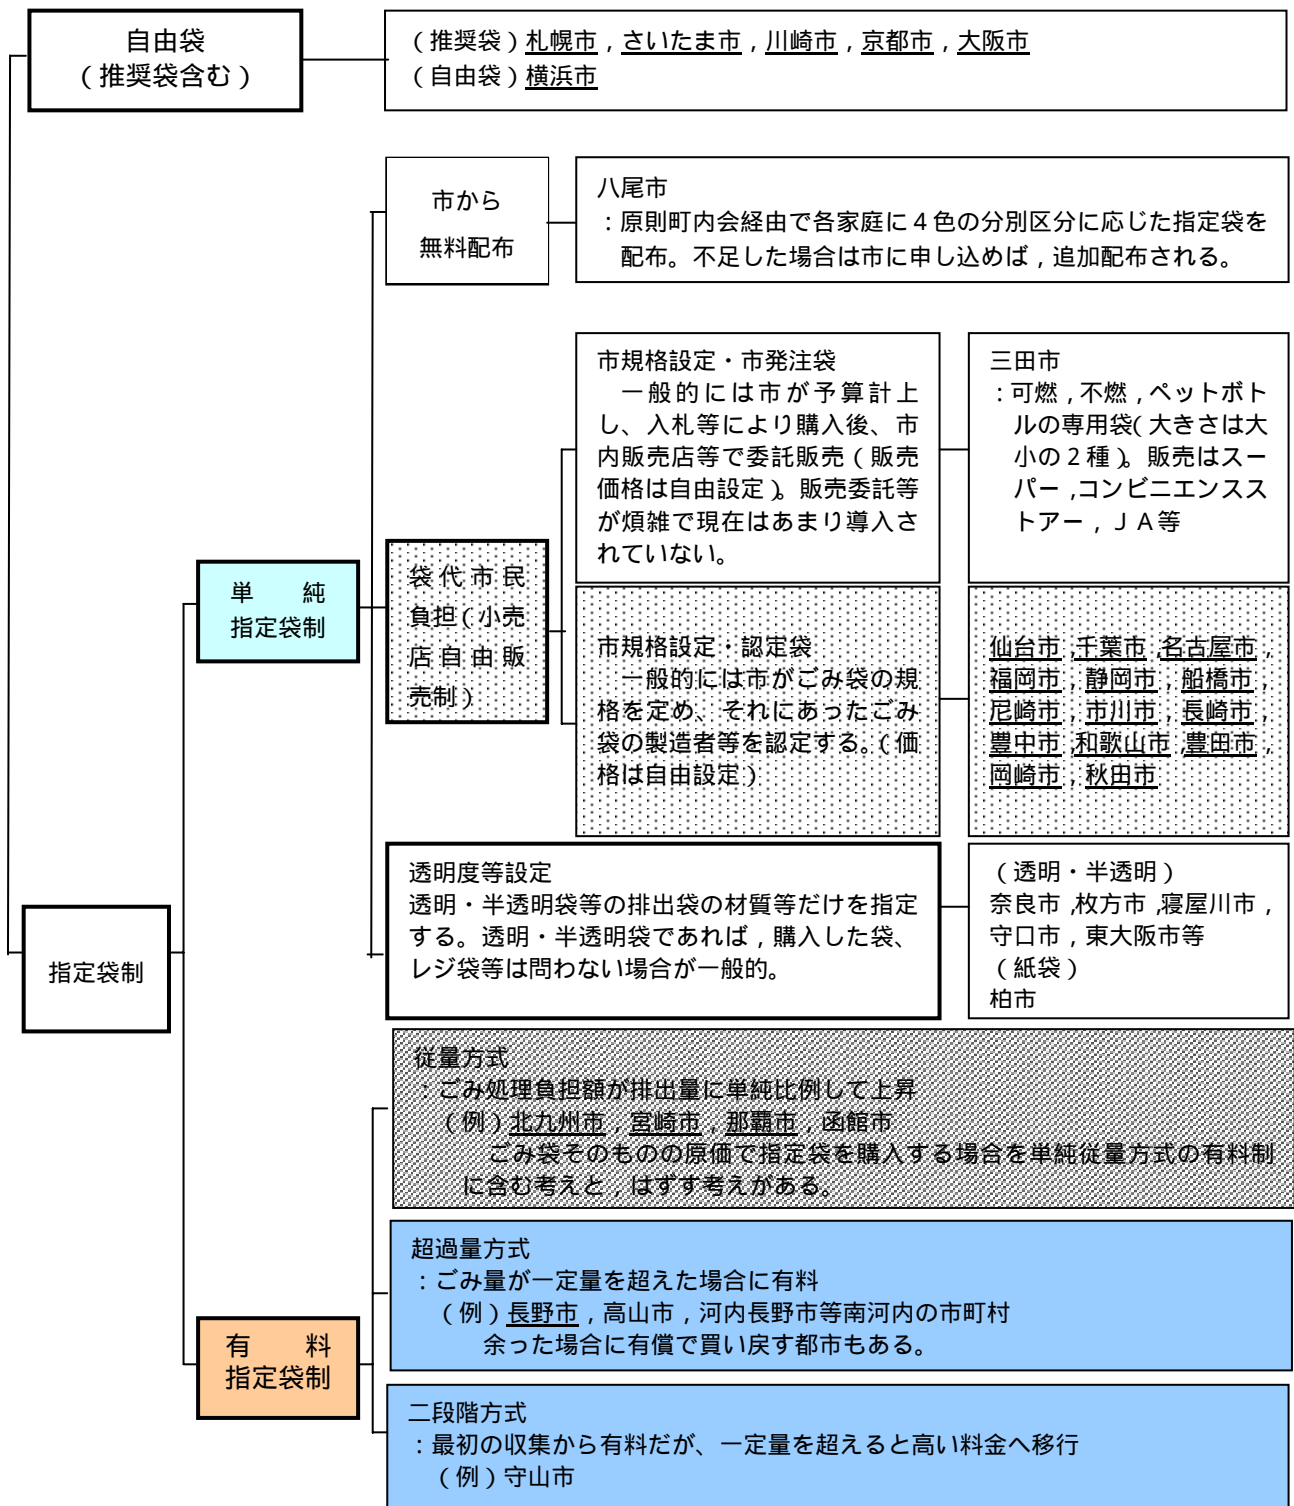 自由袋
（推奨袋含む）
（推奨袋）札幌市，さいたま市，川崎市，京都市，大阪市
（自由袋）横浜市
市から
無料配布
八尾市
：原則町内会経由で各家庭に４色の分別区分に応じた指定袋を
配布。不足した場合は市に申し込めば，追加配布される。
市規格設定・市発注袋
一般的には市が予算計上
し、入札等により購入後、市
内販売店等で委託販売（販売
価格は自由設定）。販売委託等
が煩雑で現在はあまり導入さ
れていない。
三田市
：可燃，不燃，ペットボト
ルの専用袋（大きさは大
小の２種）。販売はスー
パー，コンビニエンスス
トアー，ＪＡ等
単　純
指定袋制
袋代市民
負担（小売
店自由販
売制）
市規格設定・認定袋
一般的には市がごみ袋の規
格を定め、それにあったごみ
袋の製造者等を認定する。（価
格は自由設定）
仙台市，千葉市，名古屋市，
福岡市，静岡市，船橋市，
尼崎市，市川市，長崎市，
豊中市，和歌山市，豊田市，
岡崎市，秋田市
透明度等設定
透明・半透明袋等の排出袋の材質等だけを指定
する。透明・半透明袋であれば，購入した袋、
レジ袋等は問わない場合が一般的。
（透明・半透明）
奈良市，枚方市，寝屋川市，
守口市，東大阪市等
（紙袋）
柏市
指定袋制
従量方式
：ごみ処理負担額が排出量に単純比例して上昇
（例）北九州市，宮崎市，那覇市，函館市
ごみ袋そのものの原価で指定袋を購入する場合を単純従量方式の有料制
に含む考えと，はずす考えがある。
超過量方式
：ごみ量が一定量を超えた場合に有料
（例）長野市，高山市，河内長野市等南河内の市町村
余った場合に有償で買い戻す都市もある。
有　料
指定袋制
二段階方式
：最初の収集から有料だが、一定量を超えると高い料金へ移行
（例）守山市